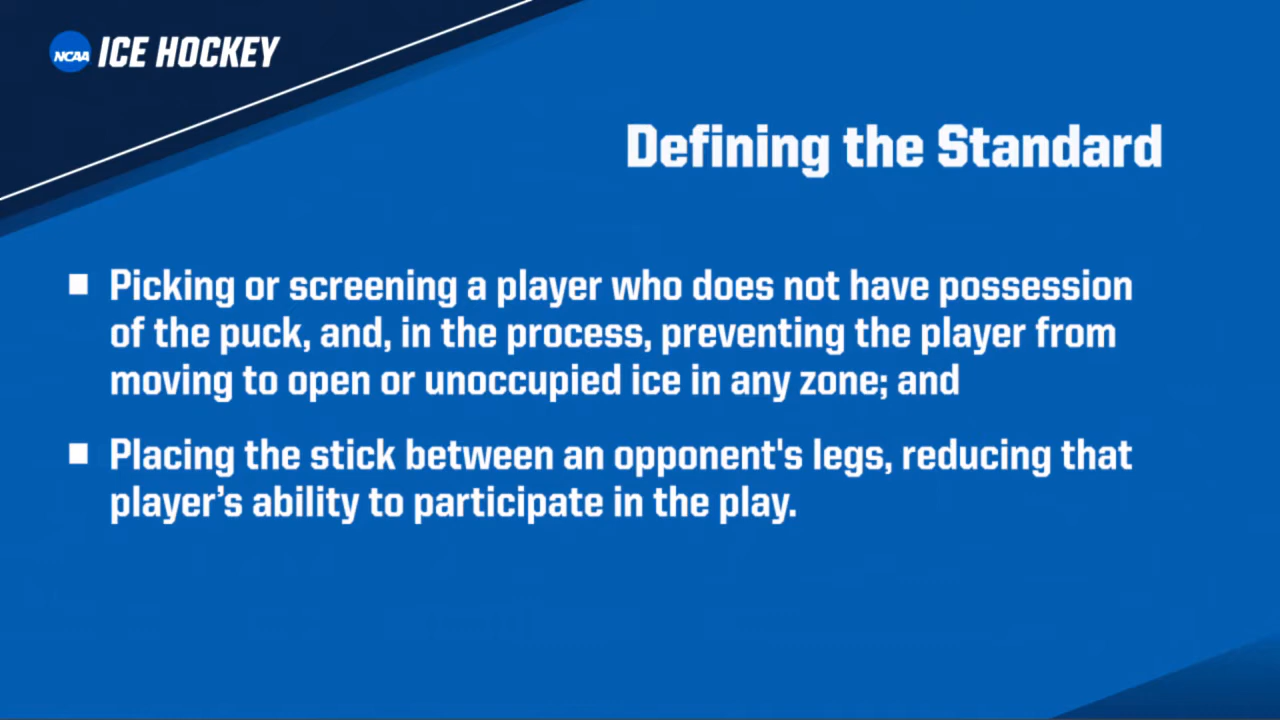 NCAA ICE HOCKEY
Defining the Standard
■ Picking or screening a player who does not have possession
of the puck, and, in the process, preventing the player from
moving to open or unoccupied ice in any zone; and
■ Placing the stick between an opponent's legs, reducing that
player’s ability to participate in the play.